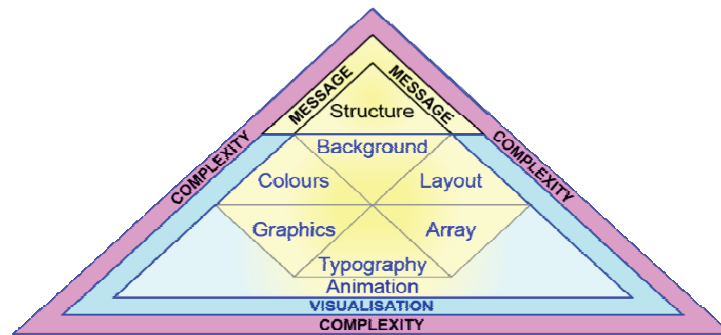 MESSAGE
MESSAGE
Structure
COMPLEXITY
COMPLEXITY
Background
Colours
Layout
Graphics
Array
Typography
Animation
VISUALISATION
COMPLEXITY